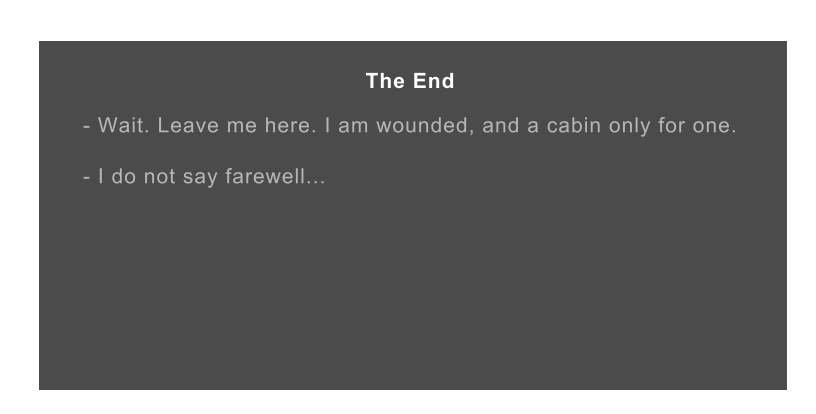 The End
- Wait. Leave me here. I am wounded, and a cabin only for one.
- I do not say farewell...